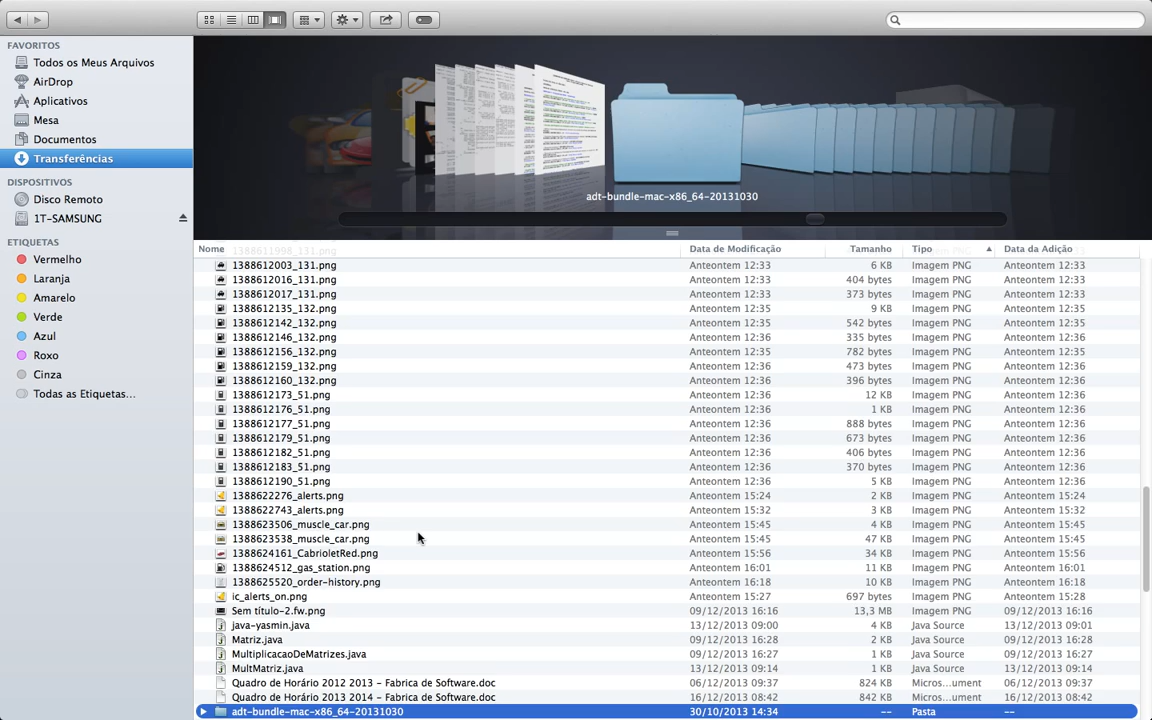 FAVORITOS
Todos os Meus Arquivos
AirDrop
Aplicativos
Mesa
Documentos
Transferências
DISPOSITIVOS
Disco Remoto
1T-SAMSUNG
ETIQUETAS
Vermelho
Laranja
Amarelo
Verde
Azul
Roxo
Cinza
Todas as Etiquetas...
adt-bundle-mac-x86_64-20131030
Nome Data de Modificação Tamanho Tipo Data da Adição
1388611998_131.png
1388612003_131.png Anteontem 12:33 6 KB Imagem PNG Anteontem 12:33
1388612016_131.png Anteontem 12:33 404 bytes Imagem PNG Anteontem 12:33
1388612017_131.png Anteontem 12:33 373 bytes Imagem PNG Anteontem 12:33
1388612135_132.png Anteontem 12:35 9 KB Imagem PNG Anteontem 12:35
1388612142_132.png Anteontem 12:35 542 bytes Imagem PNG Anteontem 12:35
1388612146_132.png Anteontem 12:36 335 bytes Imagem PNG Anteontem 12:36
1388612156_132.png Anteontem 12:35 782 bytes Imagem PNG Anteontem 12:35
1388612159_132.png Anteontem 12:36 473 bytes Imagem PNG Anteontem 12:36
1388612160_132.png Anteontem 12:36 396 bytes Imagem PNG Anteontem 12:36
1388612173_51.png Anteontem 12:36 12 KB Imagem PNG Anteontem 12:36
1388612176_51.png Anteontem 12:36 1 KB Imagem PNG Anteontem 12:36
1388612177_51.png Anteontem 12:36 888 bytes Imagem PNG Anteontem 12:36
1388612179_51.png Anteontem 12:36 673 bytes Imagem PNG Anteontem 12:36
1388612182_51.png Anteontem 12:36 406 bytes Imagem PNG Anteontem 12:36
1388612183_51.png Anteontem 12:36 370 bytes Imagem PNG Anteontem 12:36
1388612190_51.png Anteontem 12:36 5 KB Imagem PNG Anteontem 12:36
1388622276_alerts.png Anteontem 15:24 2 KB Imagem PNG Anteontem 15:24
1388622743_alerts.png Anteontem 15:32 3 KB Imagem PNG Anteontem 15:32
1388623506_muscle_car.png Anteontem 15:45 4 KB Imagem PNG Anteontem 15:45
1388623538_muscle_car.png Anteontem 15:45 47 KB Imagem PNG Anteontem 15:45
1388624161_CabrioletRed.png Anteontem 15:56 34 KB Imagem PNG Anteontem 15:56
1388624512_gas_station.png Anteontem 16:01 11 KB Imagem PNG Anteontem 16:01
1388625520_order-history.png Anteontem 16:18 10 KB Imagem PNG Anteontem 16:18
ic_alerts_on.png Anteontem 15:27 697 bytes Imagem PNG Anteontem 15:28
Sem título-2.fw.png 09/12/2013 16:16 13,3 MB Imagem PNG 09/12/2013 16:16
java-yasmin.java 13/12/2013 09:00 4 KB Java Source 13/12/2013 09:01
Matriz.java 09/12/2013 16:28 2 KB Java Source 09/12/2013 16:28
MultiplicacaoDeMatrizes.java 09/12/2013 16:27 1 KB Java Source 09/12/2013 16:27
MultMatriz.java 13/12/2013 09:14 1 KB Java Source 13/12/2013 09:14
Quadro de Horário 2012 2013 - Fabrica de Software.doc 06/12/2013 09:37 824 KB Micros...ument 06/12/2013 09:37
Quadro de Horário 2013 2014 - Fabrica de Software.doc 16/12/2013 08:42 842 KB Micros...ument 16/12/2013 08:42
adt-bundle-mac-x86_64-20131030 30/10/2013 14:34 -- Pasta --